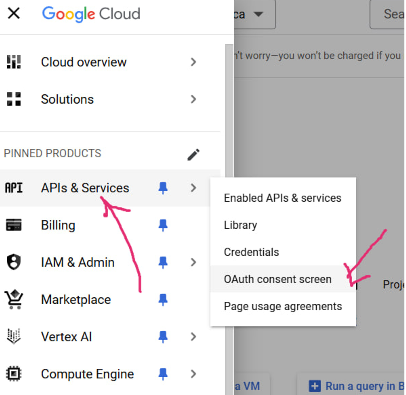 Google Cloud
ca
Sea
Cloud overview
n't worry—you won't be charged if you
Solutions
PINNED PRODUCTS
API APIs & Services
Enabled APIs & services
Billing
Library
IAM & Admin
Credentials
OAuth consent screen
Proje
Marketplace
Page usage agreements
Vertex AI
Compute Engine
a VM
Run a query in B